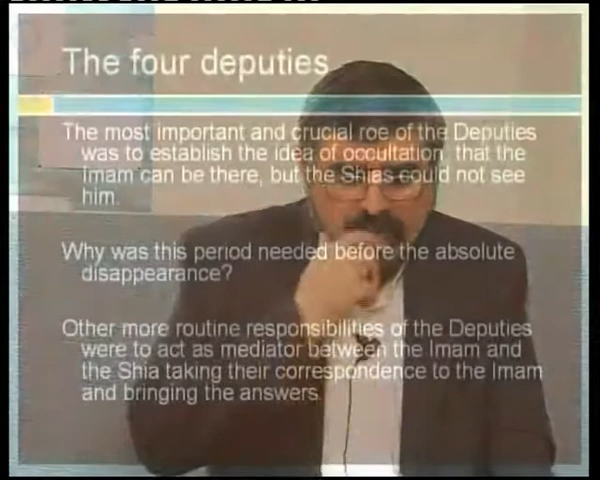 The four deputies
The most important and crucial roe of the Deputies
was to establish the idea of occultation, that the
Imam can be there, but the Shias could not see
him.
Why was this period needed before the absolute
disappearance?
Other more routine responsibilities of the Deputies
were to act as mediator between the Imam and
the Shia taking their correspondence to the Imam
and bringing the answers.